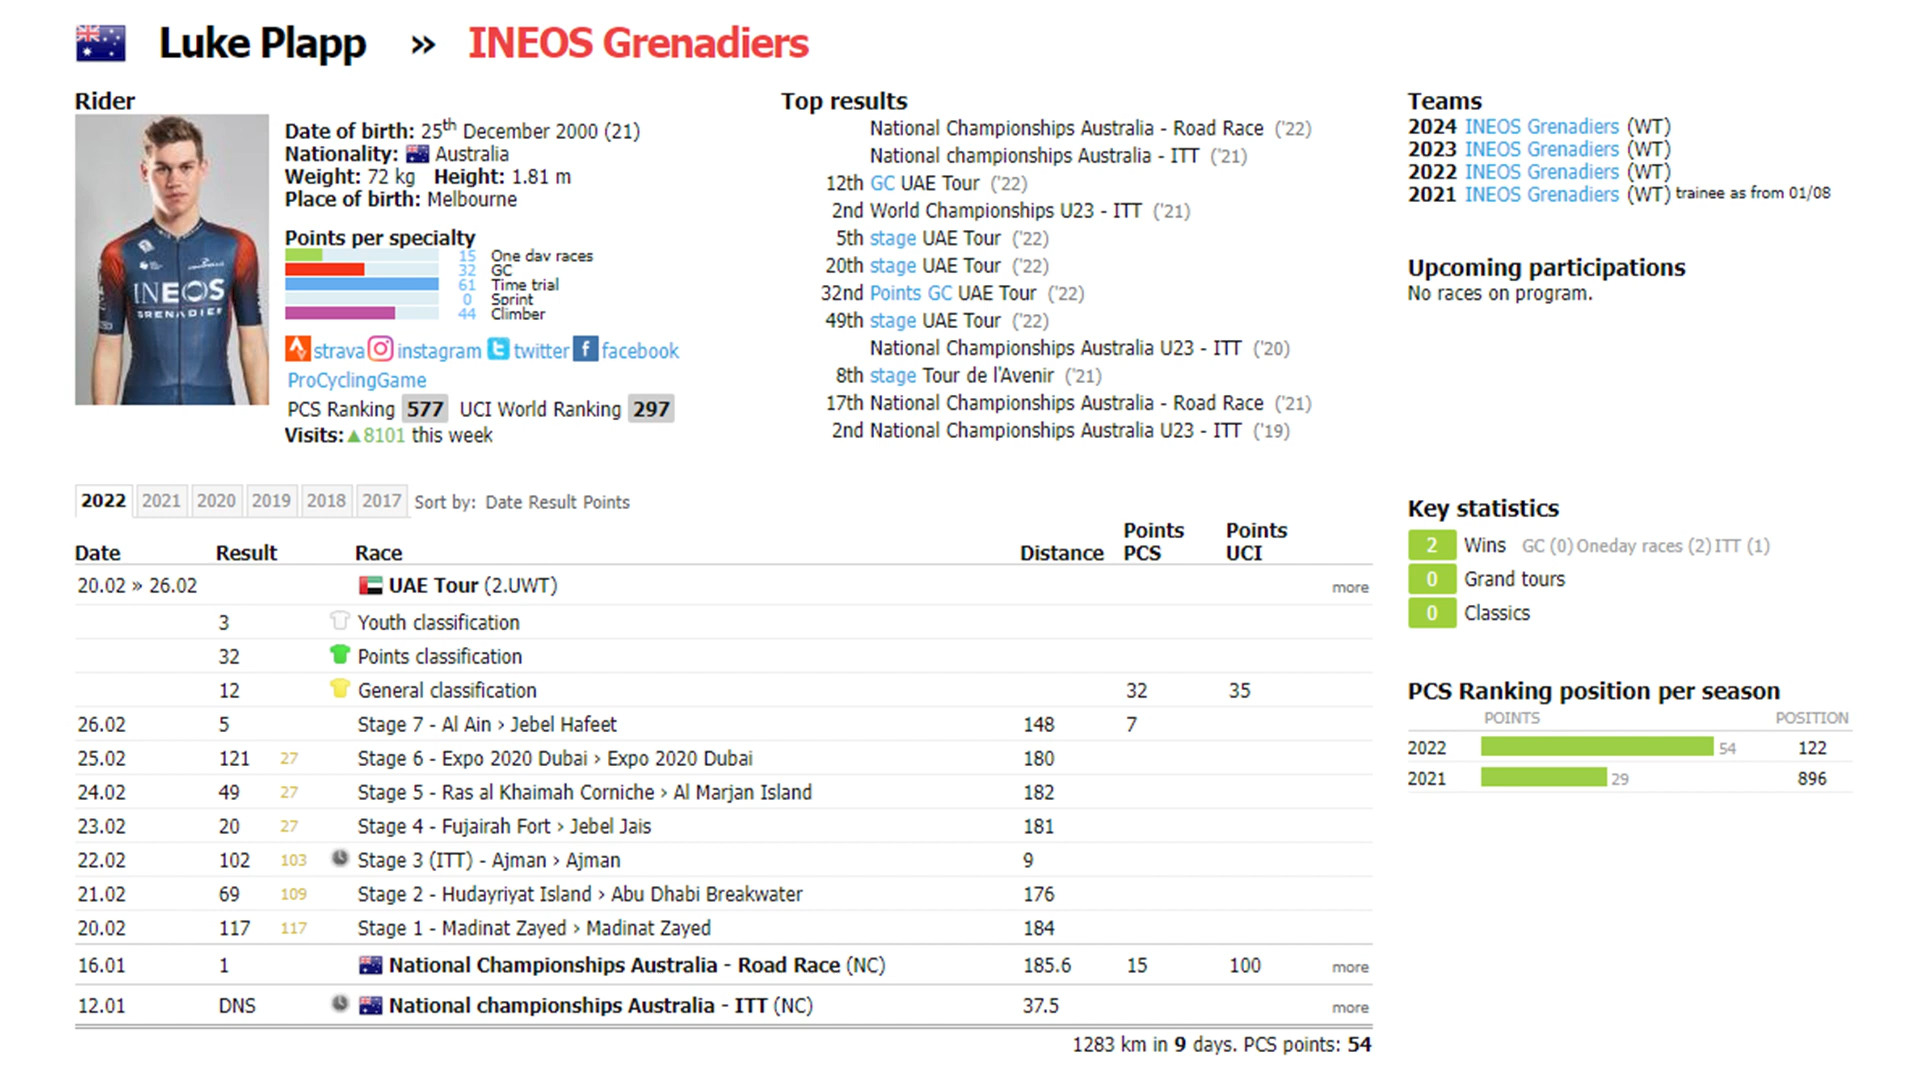 Luke Plapp » INEOS Grenadiers
Rider
INEOS
GRENADIER
Date of birth: 25th December 2000 (21)
Nationality: Australia
Weight: 72 kg Height: 1.81 m
Place of birth: Melbourne
Points per specialty
15 One day races
32 GC
61 Time trial
0 Sprint
44 Climber
strava instagram twitter facebook
ProCyclingGame
PCS Ranking 577 UCI World Ranking 297
Visits: ▲8101 this week
Top results
National Championships Australia - Road Race ('22)
National championships Australia - ITT ('21)
12th GC UAE Tour ('22)
2nd World Championships U23 - ITT ('21)
5th stage UAE Tour ('22)
20th stage UAE Tour ('22)
32nd Points GC UAE Tour ('22)
49th stage UAE Tour ('22)
National Championships Australia U23 - ITT ('20)
8th stage Tour de l'Avenir ('21)
17th National Championships Australia - Road Race ('21)
2nd National Championships Australia U23 - ITT ('19)
Teams
2024 INEOS Grenadiers (WT)
2023 INEOS Grenadiers (WT)
2022 INEOS Grenadiers (WT)
2021 INEOS Grenadiers (WT) trainee as from 01/08
Upcoming participations
No races on program.
2022 2021 2020 2019 2018 2017 Sort by: Date Result Points
Date Result Race Distance Points PCS Points UCI
20.02 » 26.02 UAE Tour (2.UWT) more
3 Youth classification
32 Points classification
12 General classification 32 35
26.02 5 Stage 7 - Al Ain › Jebel Hafeet 148 7
25.02 121 27 Stage 6 - Expo 2020 Dubai › Expo 2020 Dubai 180
24.02 49 27 Stage 5 - Ras al Khaimah Corniche › Al Marjan Island 182
23.02 20 27 Stage 4 - Fujairah Fort › Jebel Jais 181
22.02 102 103 Stage 3 (ITT) - Ajman › Ajman 9
21.02 69 109 Stage 2 - Hudayriyat Island › Abu Dhabi Breakwater 176
20.02 117 117 Stage 1 - Madinat Zayed › Madinat Zayed 184
16.01 1 National Championships Australia - Road Race (NC) 185.6 15 100 more
12.01 DNS National championships Australia - ITT (NC) 37.5 more
1283 km in 9 days. PCS points: 54
Key statistics
2 Wins GC (0) Oneday races (2) ITT (1)
0 Grand tours
0 Classics
PCS Ranking position per season
POINTS POSITION
2022 54 122
2021 29 896